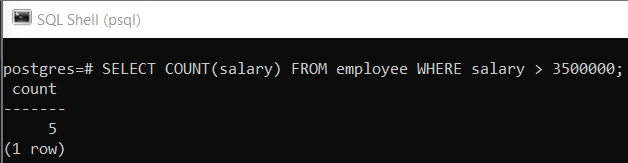 SQL Shell (psql)
postgres=# SELECT COUNT(salary) FROM employee WHERE salary > 3500000;
 count
-------
     5
(1 row)